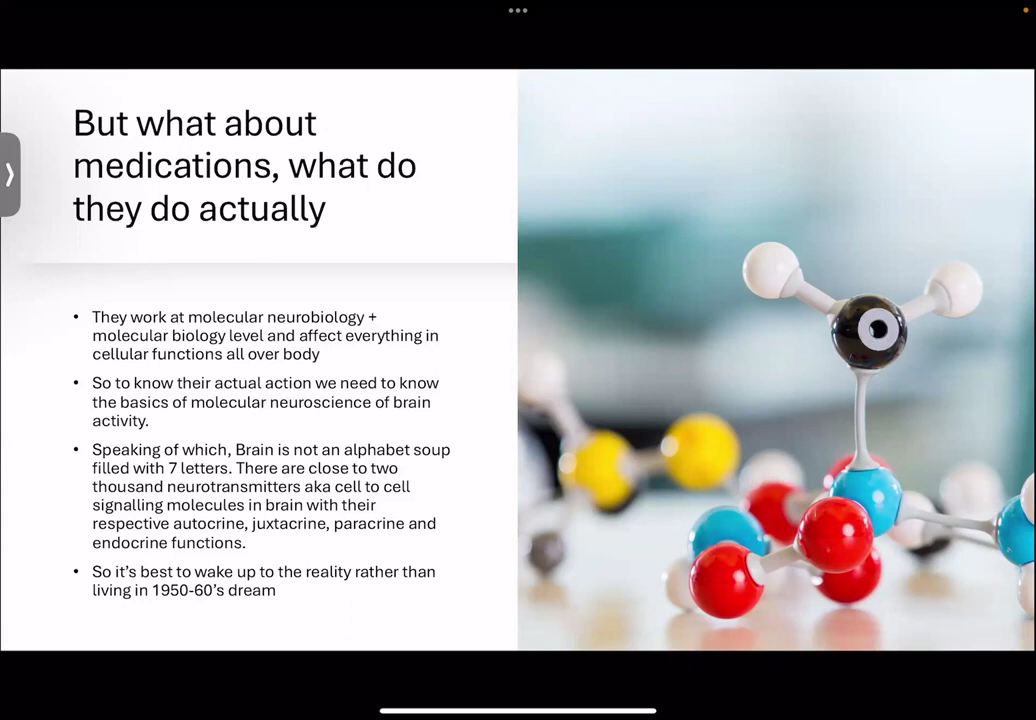 But what about
medications, what do
they do actually
• They work at molecular neurobiology +
molecular biology level and affect everything in
cellular functions all over body
• So to know their actual action we need to know
the basics of molecular neuroscience of brain
activity.
• Speaking of which, Brain is not an alphabet soup
filled with 7 letters. There are close to two
thousand neurotransmitters aka cell to cell
signalling molecules in brain with their
respective autocrine, juxtacrine, paracrine and
endocrine functions.
• So it’s best to wake up to the reality rather than
living in 1950-60’s dream